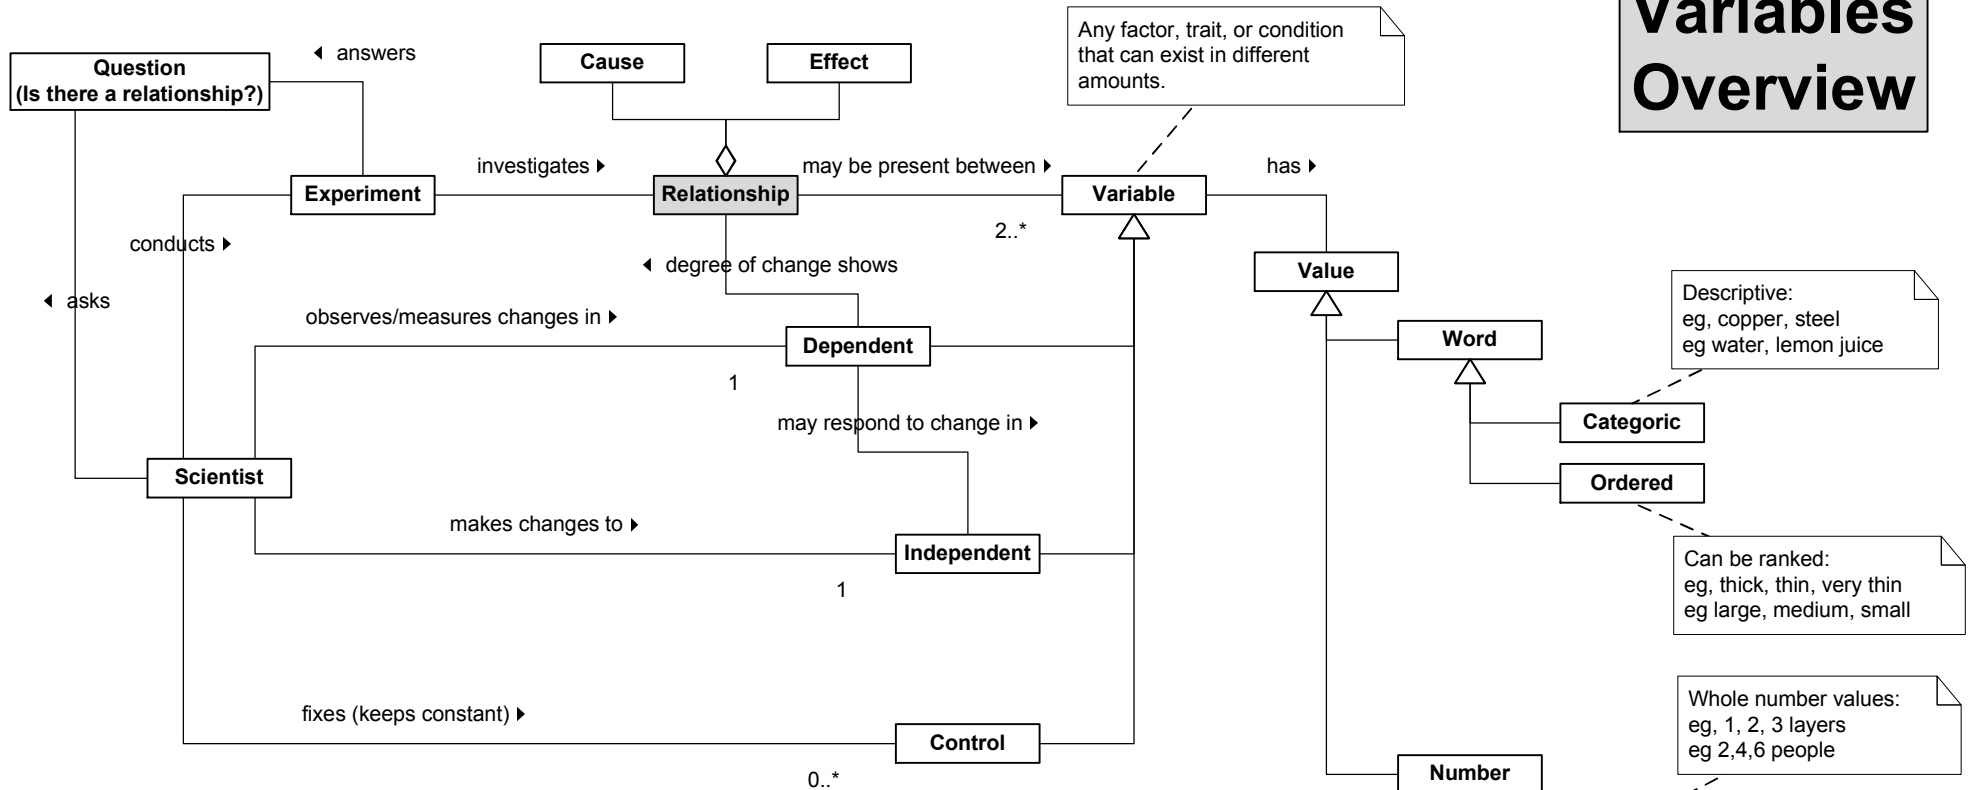 Variables
Overview
Any factor, trait, or condition
that can exist in different
amounts.
Question
(Is there a relationship?)
answers
Cause
Effect
investigates
may be present between
has
Experiment
Relationship
Variable
2..*
conducts
degree of change shows
Value
asks
observes/measures changes in
Descriptive:
eg, copper, steel
eg water, lemon juice
Word
Dependent
1
Categoric
may respond to change in
Scientist
Ordered
makes changes to
Independent
1
Can be ranked:
eg, thick, thin, very thin
eg large, medium, small
fixes (keeps constant)
Control
0..*
Whole number values:
eg, 1, 2, 3 layers
eg 2,4,6 people
Number